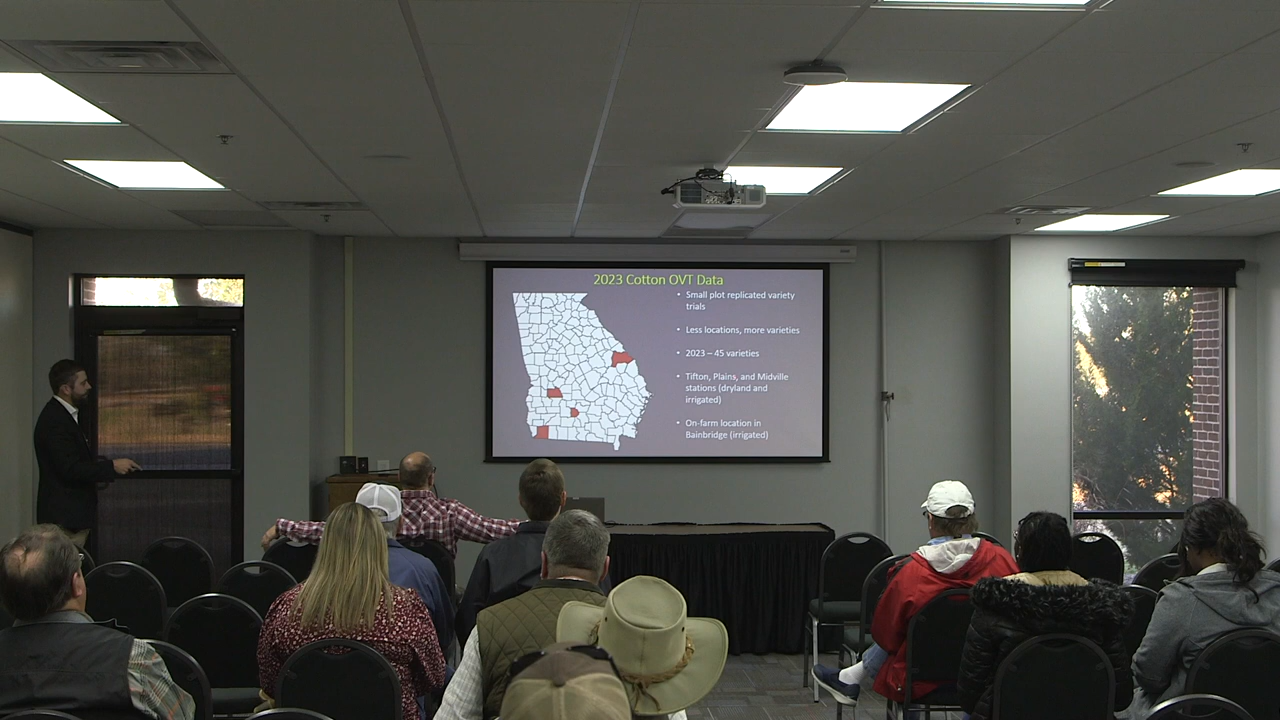 2023 Cotton OVT Data
• Small plot replicated variety
trials
• Less locations, more varieties
• 2023 – 45 varieties
• Tifton, Plains, and Midville
stations (dryland and
irrigated)
• On-farm location in
Bainbridge (irrigated)